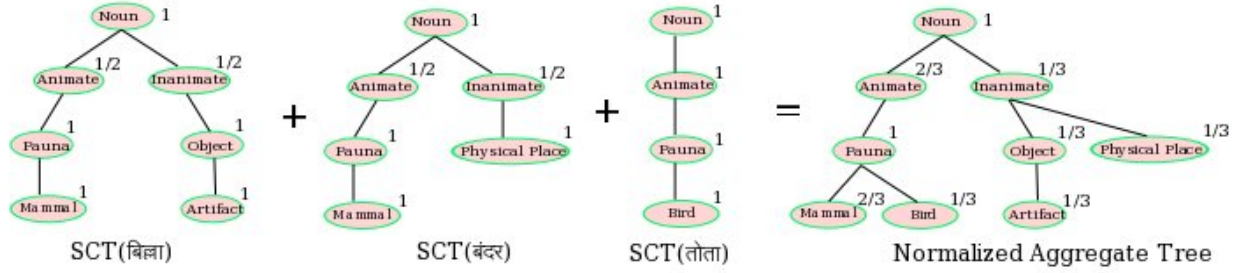 Noun 1 Noun 1 Noun 1 Noun 1
Animate 1/2 Inanimate 1/2 Animate 1/2 Inanimate 1/2 Animate 1 Animate 2/3 Inanimate 1/3
+ + =
Fauna 1 Object 1 Fauna 1 Physical Place 1 Fauna 1 Fauna 1 Object 1/3 Physical Place 1/3
Mammal 1 Artifact 1 Mammal 1 Bird 1 Mammal 2/3 Bird 1/3 Artifact 1/3
SCT(बिल्ला) SCT(बंदर) SCT(तोता) Normalized Aggregate Tree